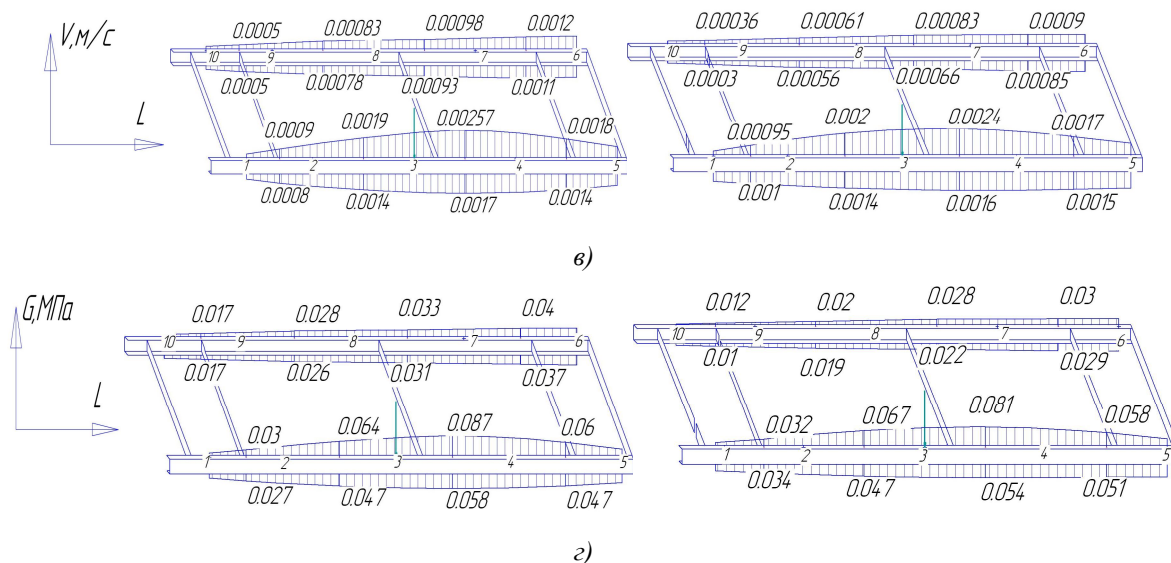 0.0005 0.00083 0.00098 0.0012 0.00036 0.00061 0.00083 0.0009
V,м/с
10 9 8 7 6 10 9 8 7 6
0.0005 0.00078 0.00093 0.0011 0.0003 0.00056 0.00066 0.00085
L
0.0009 0.0019 0.00257 0.0018 0.00095 0.002 0.0024 0.0017
1 2 3 4 5 1 2 3 4 5
0.0008 0.0014 0.0017 0.0014 0.001 0.0014 0.0016 0.0015
в)
G,МПа
0.017 0.028 0.033 0.04 0.012 0.02 0.028 0.03
10 9 8 7 6 10 9 8 7 6
0.017 0.026 0.031 0.037 0.01 0.019 0.022 0.029
L
0.03 0.064 0.087 0.06 0.032 0.067 0.081 0.058
1 2 3 4 5 1 2 3 4 5
0.027 0.047 0.058 0.047 0.034 0.047 0.054 0.051
г)